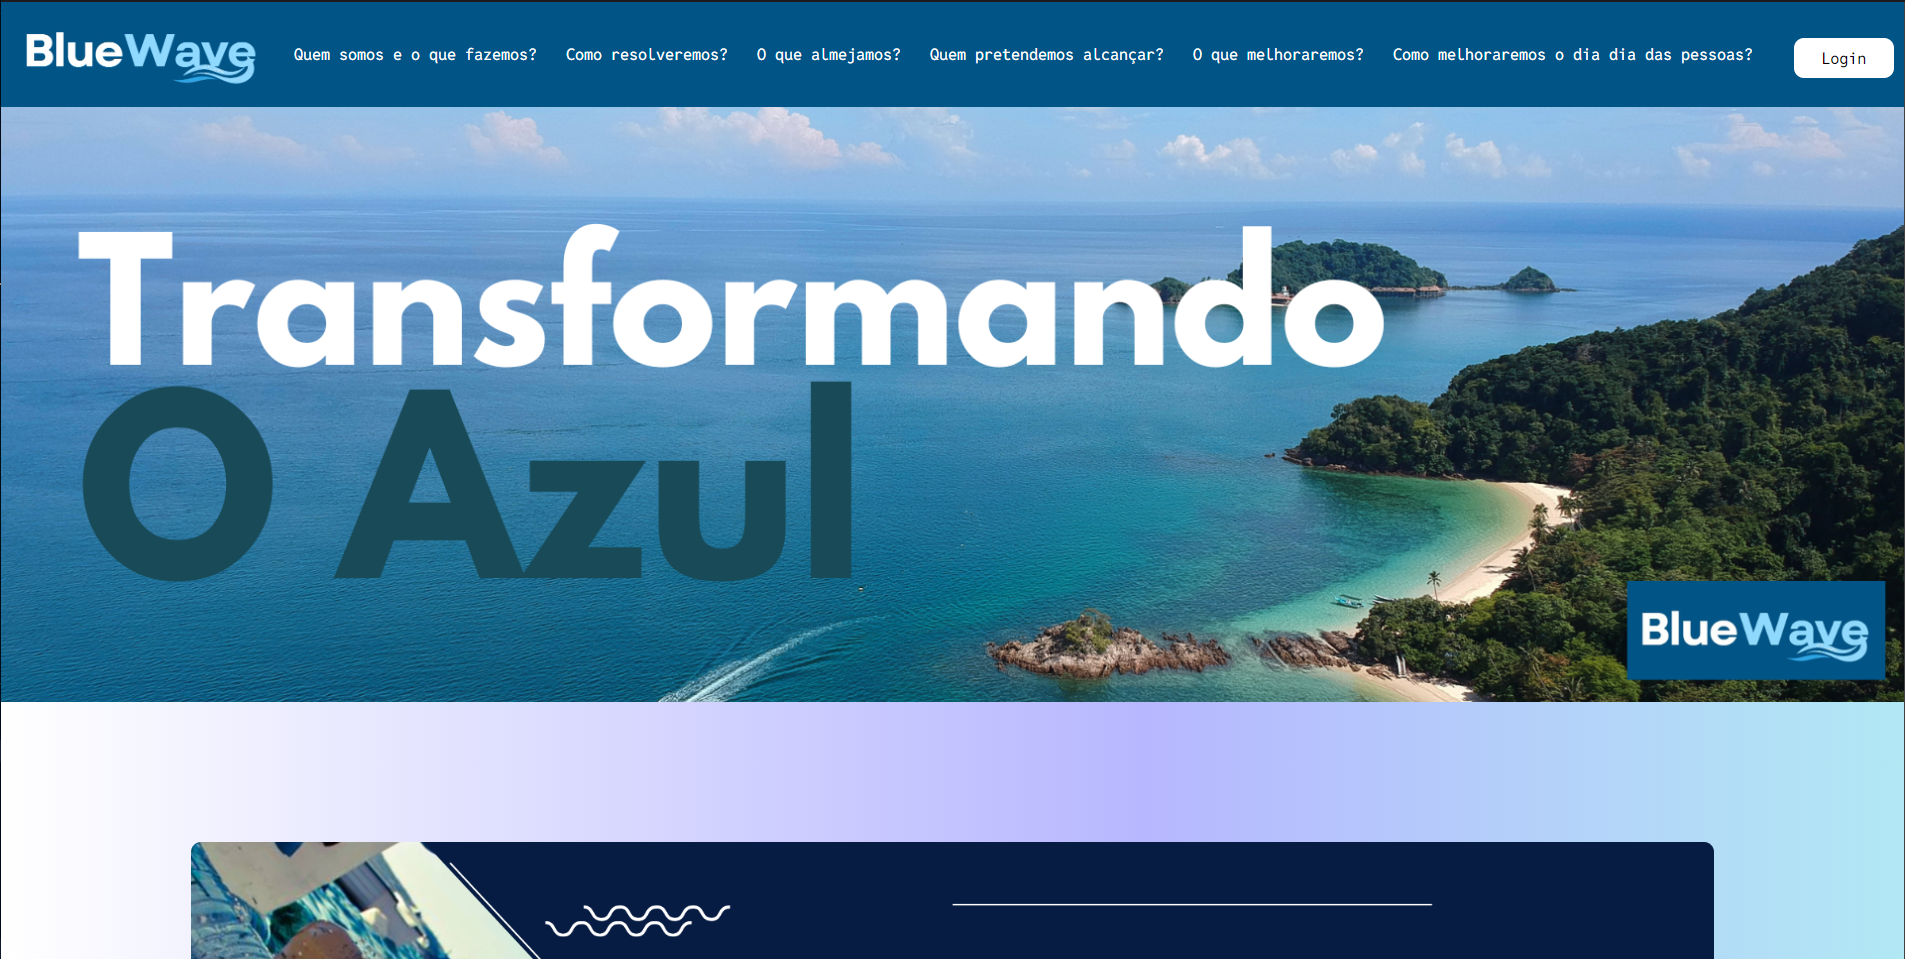 BlueWave
Quem somos e o que fazemos?
Como resolveremos?
O que almejamos?
Quem pretendemos alcançar?
O que melhoraremos?
Como melhoraremos o dia dia das pessoas?
Login
Transformando
O Azul
BlueWave